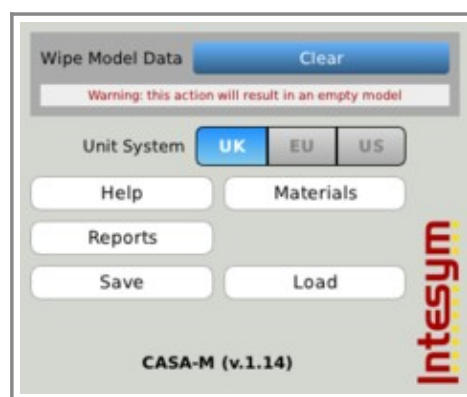 Wipe Model Data Clear
Warning: this action will result in an empty model
Unit System UK EU US
Help Materials
Reports
Save Load
Intesym
CASA-M (v.1.14)